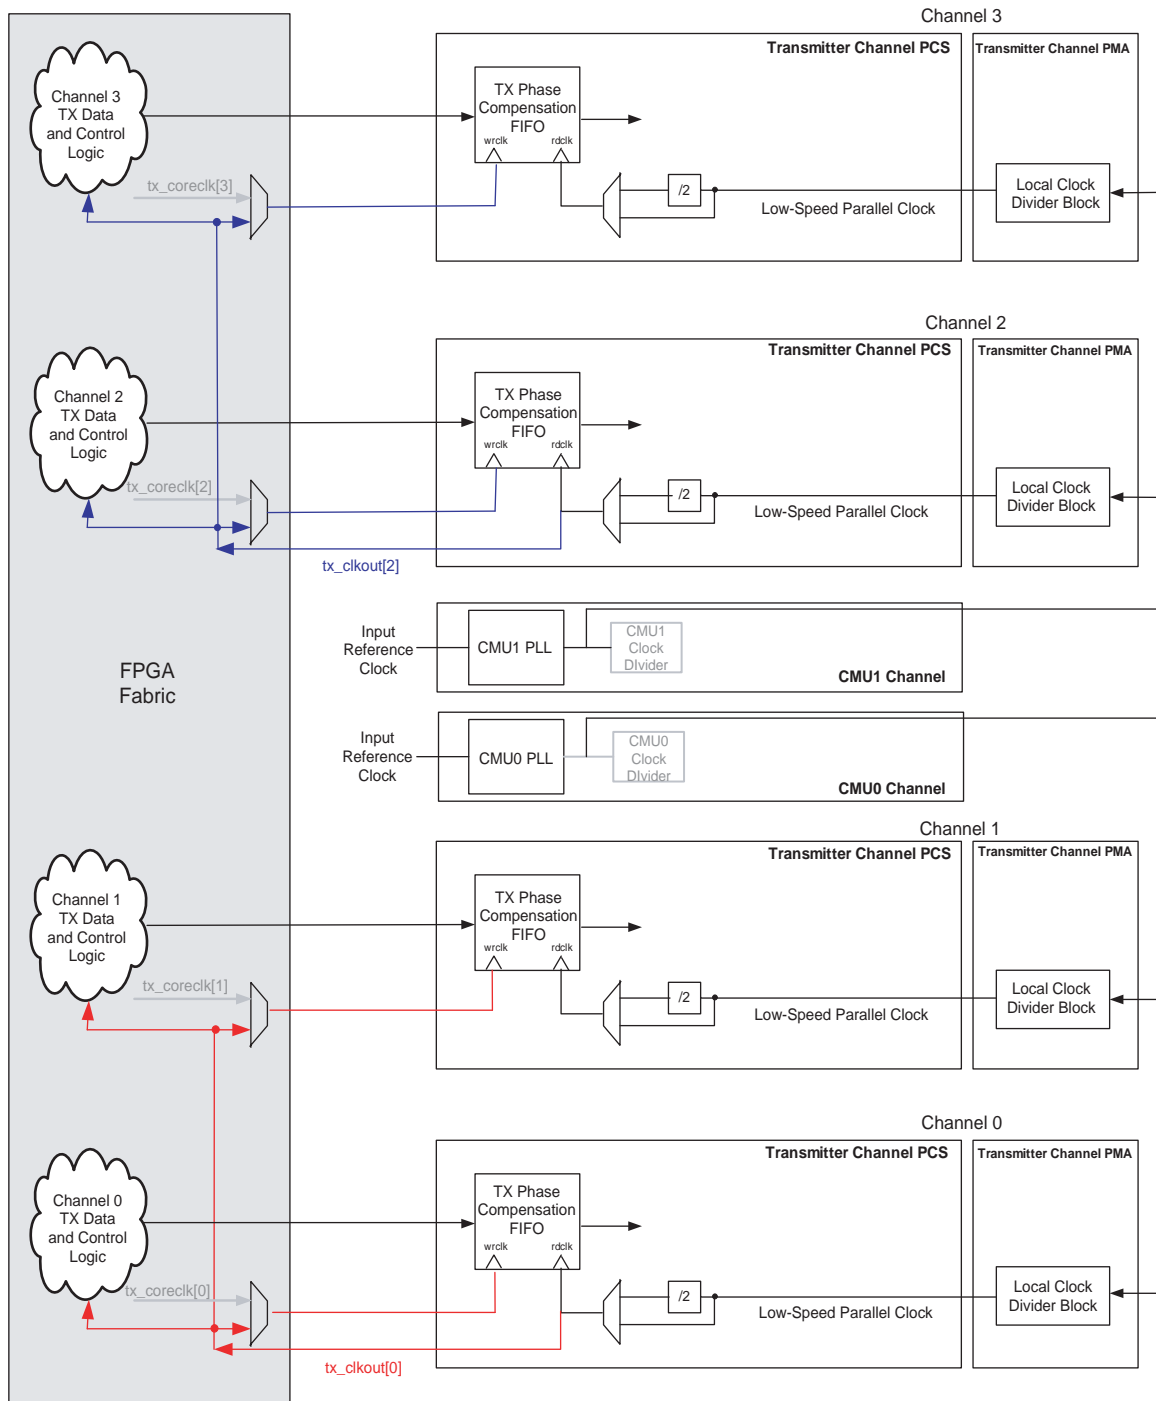 Channel 3
Transmitter Channel PCS
Transmitter Channel PMA
Channel 3
TX Data
and Control
Logic
TX Phase
Compensation
FIFO
wrclk
rdclk
tx_coreclk[3]
/2
Low-Speed Parallel Clock
Local Clock
Divider Block
Channel 2
Transmitter Channel PCS
Transmitter Channel PMA
Channel 2
TX Data
and Control
Logic
TX Phase
Compensation
FIFO
wrclk
rdclk
tx_coreclk[2]
/2
Low-Speed Parallel Clock
Local Clock
Divider Block
tx_clkout[2]
FPGA
Fabric
Input
Reference
Clock
CMU1 PLL
CMU1
Clock
DIvider
CMU1 Channel
Input
Reference
Clock
CMU0 PLL
CMU0
Clock
DIvider
CMU0 Channel
Channel 1
Transmitter Channel PCS
Transmitter Channel PMA
Channel 1
TX Data
and Control
Logic
TX Phase
Compensation
FIFO
wrclk
rdclk
tx_coreclk[1]
/2
Low-Speed Parallel Clock
Local Clock
Divider Block
Channel 0
Transmitter Channel PCS
Transmitter Channel PMA
Channel 0
TX Data
and Control
Logic
TX Phase
Compensation
FIFO
wrclk
rdclk
tx_coreclk[0]
/2
Low-Speed Parallel Clock
Local Clock
Divider Block
tx_clkout[0]